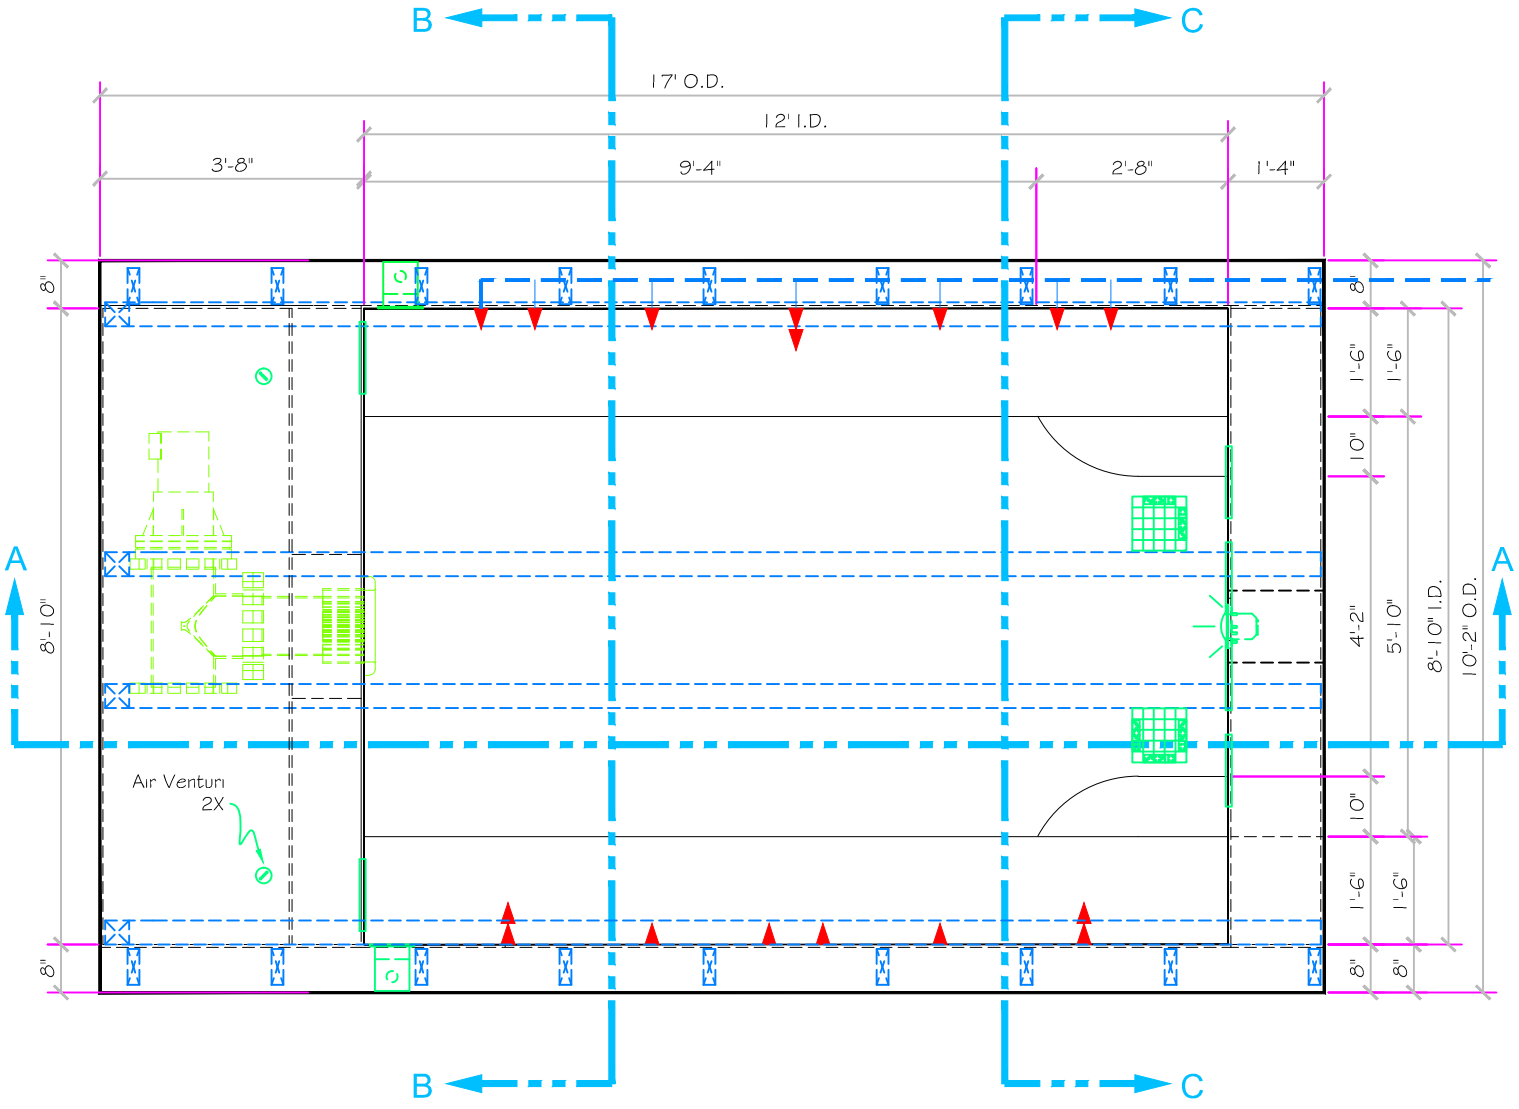 B
C
17' O.D.
12' I.D.
3'-8"
9'-4"
2'-8"
1'-4"
8"
8"
1'-6"
1'-6"
10"
A
A
8'-10"
4'-2"
5'-10"
8'-10" I.D.
10'-2" O.D.
Air Venturi
2X
10"
1'-6"
1'-6"
8"
8"
8"
B
C